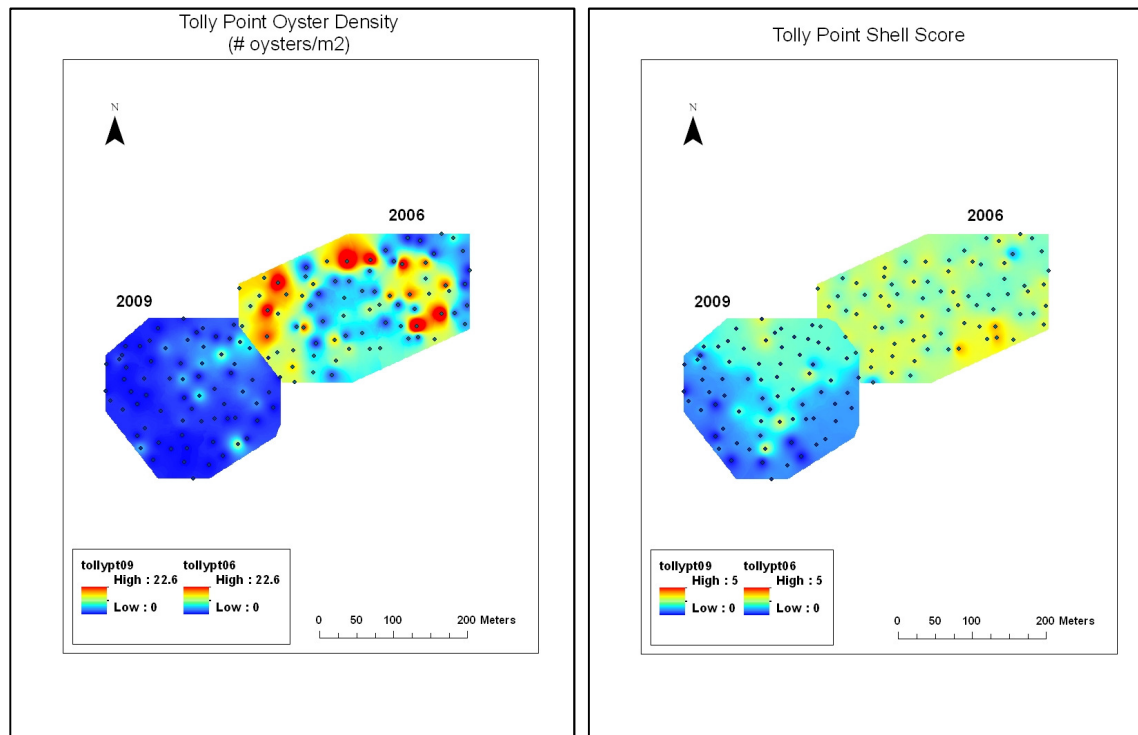 Tolly Point Oyster Density
(# oysters/m2)
N
2006
2009
tollypt09 tollypt06
High : 22.6 High : 22.6
Low : 0 Low : 0
0 50 100 200 Meters
Tolly Point Shell Score
N
2006
2009
tollypt09 tollypt06
High : 5 High : 5
Low : 0 Low : 0
0 50 100 200 Meters